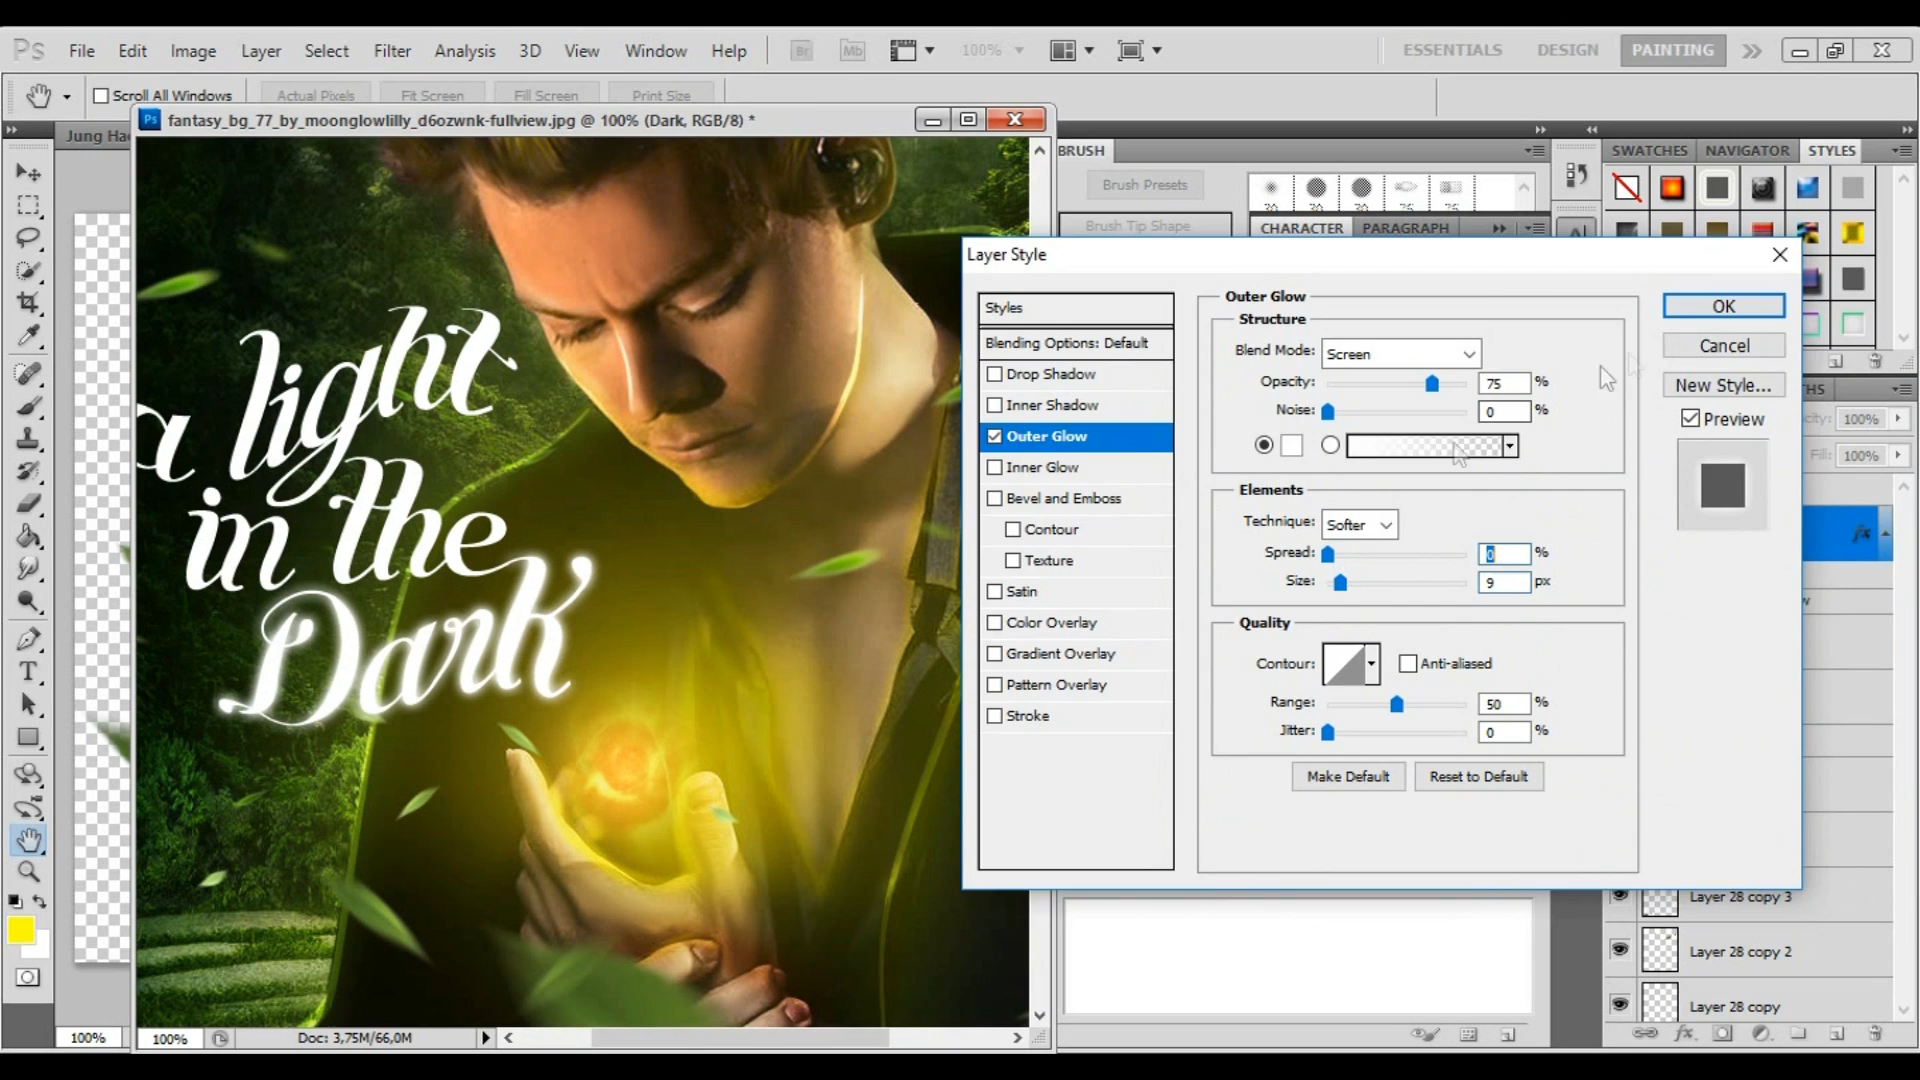 Ps File Edit Image Layer Select Filter Analysis 3D View Window Help Br Mb 100% ESSENTIALS DESIGN PAINTING
Scroll All Windows Actual Pixels Fit Screen Fill Screen Print Size
Jung Ha
Ps fantasy_bg_77_by_moonglowlilly_d6ozwnk-fullview.jpg @ 100% (Dark, RGB/8) *
BRUSH
SWATCHES NAVIGATOR STYLES
Brush Presets
Brush Tip Shape
CHARACTER PARAGRAPH
a light
in the
Dark
Layer Style
Styles
Blending Options: Default
Drop Shadow
Inner Shadow
Outer Glow
Inner Glow
Bevel and Emboss
Contour
Texture
Satin
Color Overlay
Gradient Overlay
Pattern Overlay
Stroke
Outer Glow
Structure
Blend Mode: Screen
Opacity: 75 %
Noise: 0 %
Elements
Technique: Softer
Spread: 0 %
Size: 9 px
Quality
Contour: Anti-aliased
Range: 50 %
Jitter: 0 %
Make Default Reset to Default
OK
Cancel
New Style...
Preview
THS
100%
Fill: 100%
fx
Layer 28 copy 3
Layer 28 copy 2
Layer 28 copy
100%
100% Doc: 3,75M/66,0M